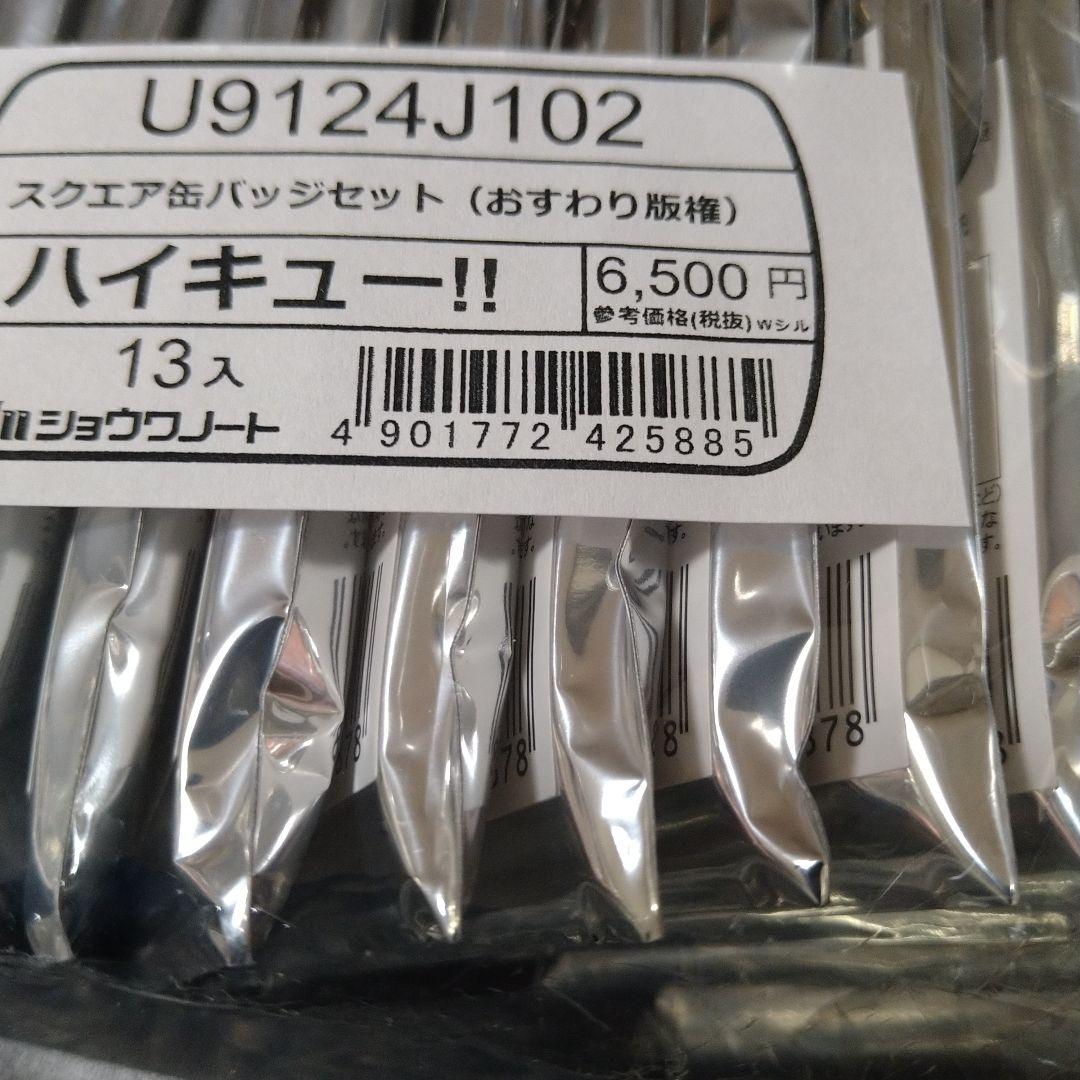 U9124J102
スクエア缶バッジセット（おすわり版権）
ハイキュー!!
6,500 円
参考価格(税抜) Wシル
13入
ショウワノート
4 901772 425885